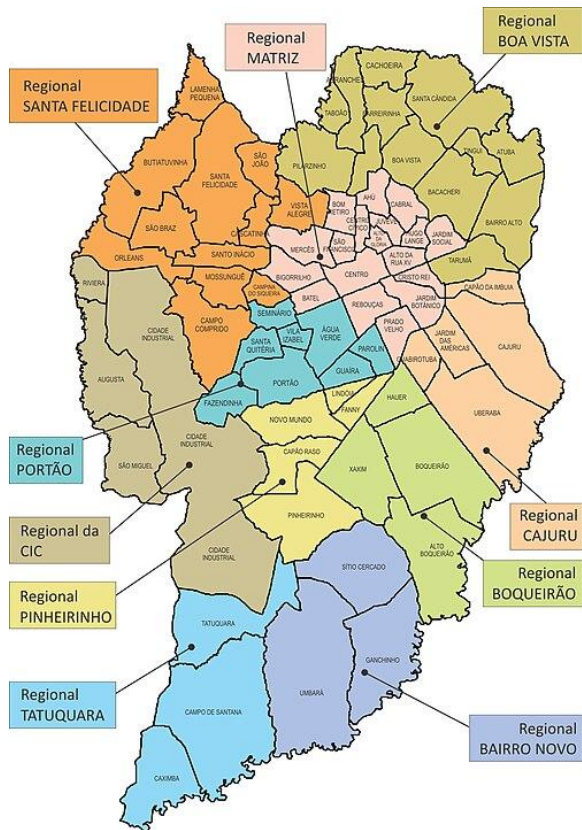 Regional
BOA VISTA
Regional
MATRIZ
Regional
SANTA FELICIDADE
LAMENHA
PEQUENA
BUTIATUVINHA
SANTA
FELICIDADE
SÃO
JOÃO
SÃO BRAZ
ORLEANS
SANTO INÁCIO
CASCATINHA
VISTA
ALEGRE
MOSSUNGUÊ
CAMPINA
DO SIQUEIRA
CAMPO
COMPRIDO
CACHOEIRA
ABRANCHES
TABOÃO
BARREIRINHA
SANTA CÂNDIDA
PILARZINHO
BOA VISTA
TINGUI
ATUBA
BACACHERI
BAIRRO ALTO
TARUMÃ
BOM
RETIRO
AHÚ
CABRAL
CENTRO
CÍVICO
JUVEVÊ
ALTO DA
GLÓRIA
HUGO
LANGE
JARDIM
SOCIAL
MERCÊS
SÃO
FRANCISCO
ALTO DA
RUA XV
BIGORRILHO
CENTRO
CRISTO REI
BATEL
REBOUÇAS
JARDIM
BOTÂNICO
PRADO
VELHO
CAPÃO DA IMBUIA
JARDIM
DAS
AMÉRICAS
CAJURU
GUABIROTUBA
UBERABA
RIVIERA
CIDADE
INDUSTRIAL
AUGUSTA
SÃO MIGUEL
CIDADE
INDUSTRIAL
CIDADE
INDUSTRIAL
SEMINÁRIO
SANTA
QUITÉRIA
VILA
IZABEL
ÁGUA
VERDE
PAROLIN
GUAÍRA
PORTÃO
FAZENDINHA
LINDÓIA
FANNY
NOVO MUNDO
CAPÃO RASO
PINHEIRINHO
HAUER
XAXIM
BOQUEIRÃO
ALTO
BOQUEIRÃO
Regional
PORTÃO
Regional da
CIC
Regional
CAJURU
Regional
PINHEIRINHO
Regional
BOQUEIRÃO
SÍTIO CERCADO
TATUQUARA
GANCHINHO
UMBARÁ
CAMPO DE SANTANA
CAXIMBA
Regional
TATUQUARA
Regional
BAIRRO NOVO